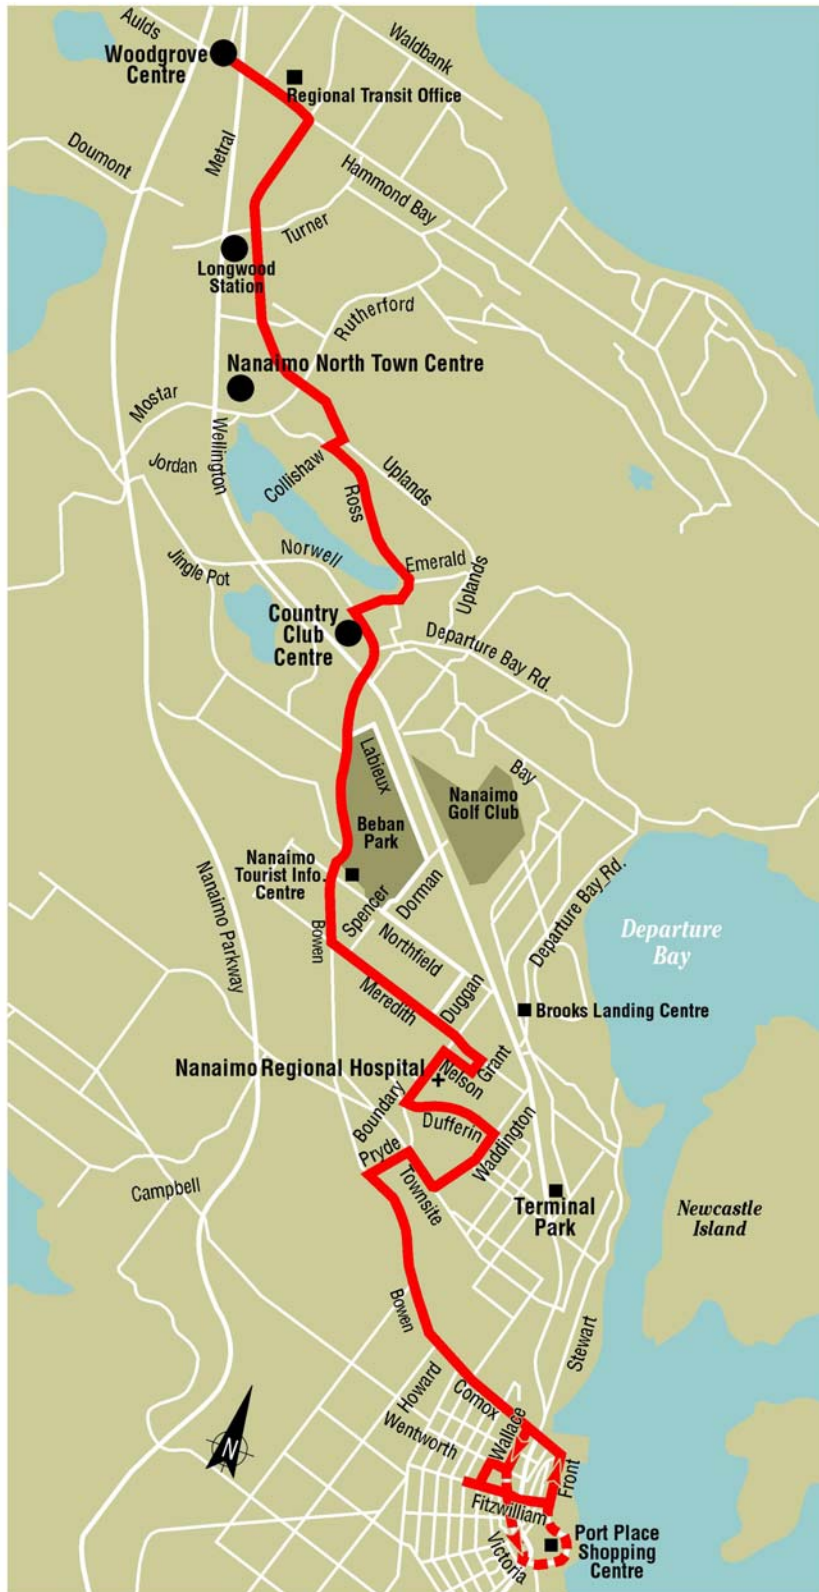 Aulds
Woodgrove
Centre
Waldbank
Regional Transit Office
Doumont
Metral
Hammond Bay
Turner
Longwood
Station
Rutherford
Nanaimo North Town Centre
Mostar
Wellington
Jordan
Collishaw
Ross
Uplands
Norwell
Jingle Pot
Emerald
Uplands
Country
Club
Centre
Departure Bay Rd.
Labieux
Bay
Nanaimo
Golf Club
Beban
Park
Nanaimo
Tourist Info.
Centre
Nanaimo Parkway
Spencer
Dorman
Departure Bay Rd.
Bowen
Northfield
Departure
Bay
Meredith
Duggan
Brooks Landing Centre
Nanaimo Regional Hospital
Nelson
Grant
Boundary
Dufferin
Waddington
Pryde
Townsite
Campbell
Terminal
Park
Newcastle
Island
Bowen
Stewart
Howard
Comox
Wentworth
Wallace
N
Front
Fitzwilliam
Victoria
Port Place
Shopping
Centre